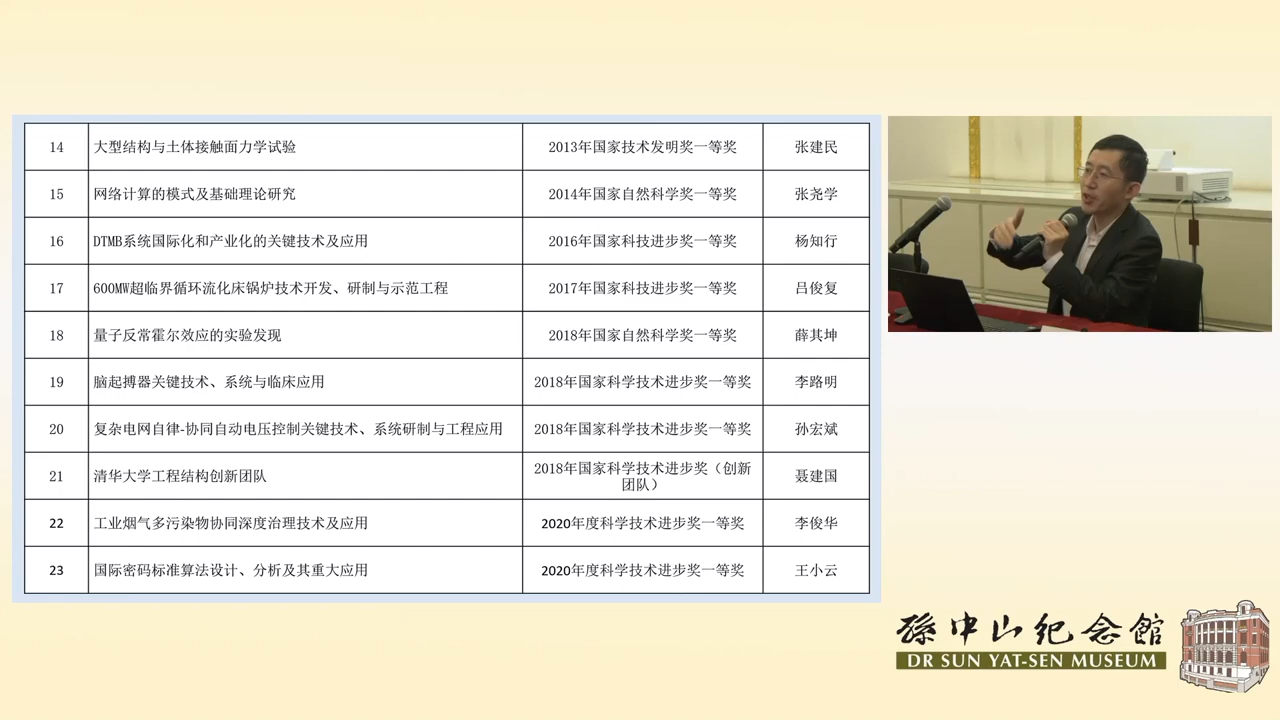 14 大型结构与土体接触面力学试验 2013年国家技术发明奖一等奖 张建民
15 网络计算的模式及基础理论研究 2014年国家自然科学奖一等奖 张尧学
16 DTMB系统国际化和产业化的关键技术及应用 2016年国家科技进步奖一等奖 杨知行
17 600MW超临界循环流化床锅炉技术开发、研制与示范工程 2017年国家科技进步奖一等奖 吕俊复
18 量子反常霍尔效应的实验发现 2018年国家自然科学奖一等奖 薛其坤
19 脑起搏器关键技术、系统与临床应用 2018年国家科学技术进步奖一等奖 李路明
20 复杂电网自律-协同自动电压控制关键技术、系统研制与工程应用 2018年国家科学技术进步奖一等奖 孙宏斌
21 清华大学工程结构创新团队 2018年国家科学技术进步奖（创新
团队） 聂建国
22 工业烟气多污染物协同深度治理技术及应用 2020年度科学技术进步奖一等奖 李俊华
23 国际密码标准算法设计、分析及其重大应用 2020年度科学技术进步奖一等奖 王小云
孫中山纪念館
DR SUN YAT-SEN MUSEUM